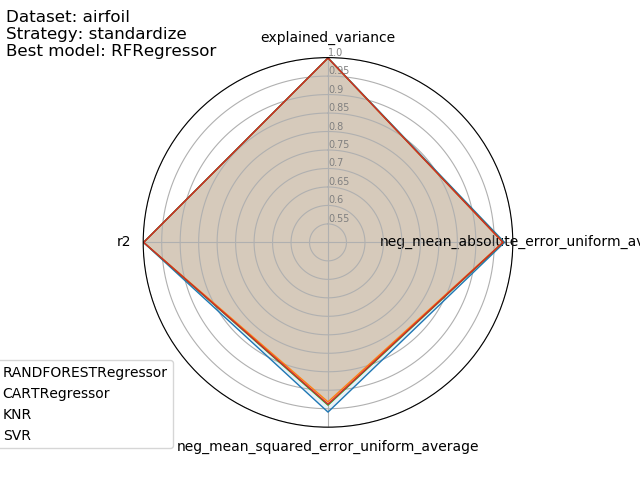 Dataset: airfoil
Strategy: standardize
Best model: RFRegressor
explained_variance
1.0
0.95
0.9
0.85
0.8
0.75
0.7
0.65
0.6
0.55
r2
neg_mean_absolute_error_uniform_av
RANDFORESTRegressor
CARTRegressor
KNR
SVR
neg_mean_squared_error_uniform_average